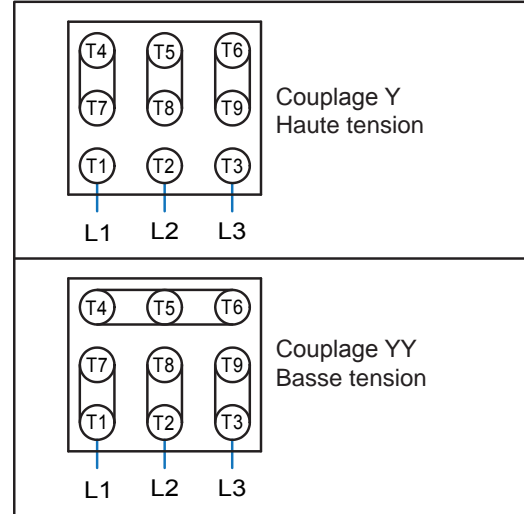 T4 T5 T6
T7 T8 T9
T1 T2 T3
L1 L2 L3
Couplage Y
Haute tension
T4 T5 T6
T7 T8 T9
T1 T2 T3
L1 L2 L3
Couplage YY
Basse tension